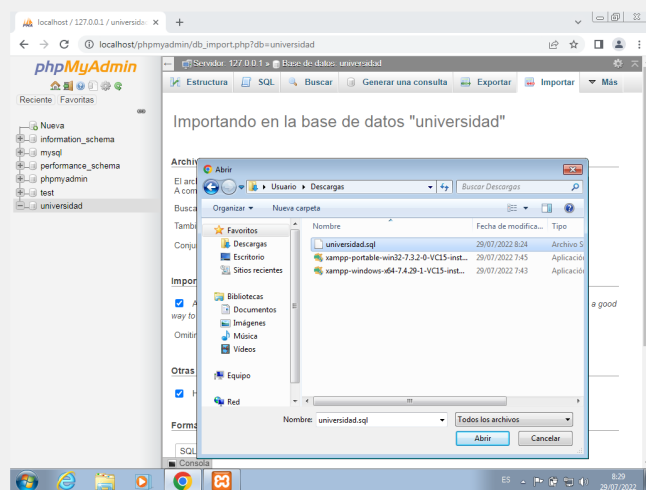 localhost / 127.0.0.1 / universida
localhost/phpmyadmin/db_import.php?db=universidad
phpMyAdmin
Reciente Favoritas
Nueva
information_schema
mysql
performance_schema
phpmyadmin
test
universidad
Servidor: 127.0.0.1 » Base de datos: universidad
Estructura SQL Buscar Generar una consulta Exportar Importar Más
Importando en la base de datos "universidad"
Archiv
El arc
A com
Busca
Tambi
Conju
Impor
A
a good
way to
Omitir
Otras
H
Forma
SQL
Consola
Abrir
Usuario Descargas
Buscar Descargas
Organizar Nueva carpeta
Favoritos
Descargas
Escritorio
Sitios recientes
Bibliotecas
Documentos
Imágenes
Música
Vídeos
Equipo
Red
Nombre Fecha de modifica... Tipo
universidad.sql 29/07/2022 8:24 Archivo S
xampp-portable-win32-7.3.2-0-VC15-inst... 29/07/2022 7:45 Aplicació
xampp-windows-x64-7.4.29-1-VC15-inst... 29/07/2022 7:43 Aplicació
Nombre: universidad.sql Todos los archivos
Abrir Cancelar
ES
8:29
29/07/2022